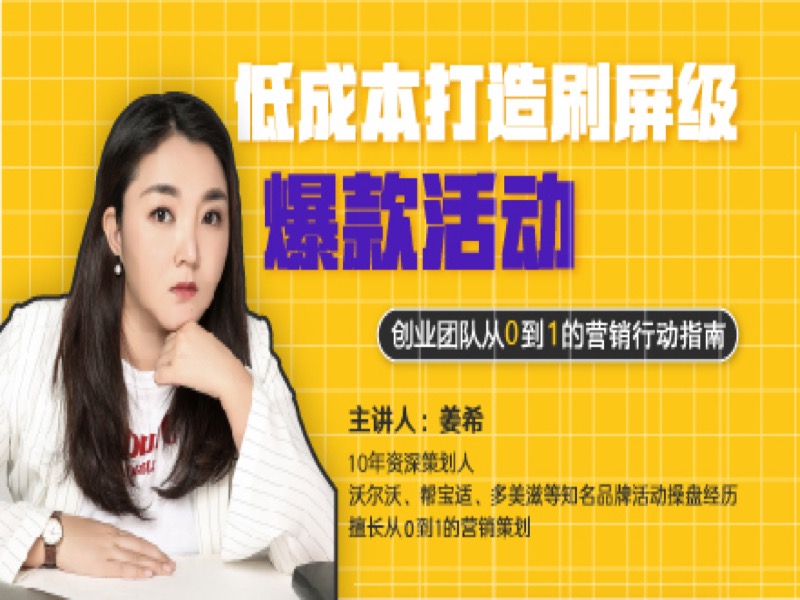 低成本打造刷屏级
爆款活动
创业团队从0到1的营销行动指南
主讲人：姜希
10年资深策划人
沃尔沃、帮宝适、多美滋等知名品牌活动操盘经历
擅长从0到1的营销策划